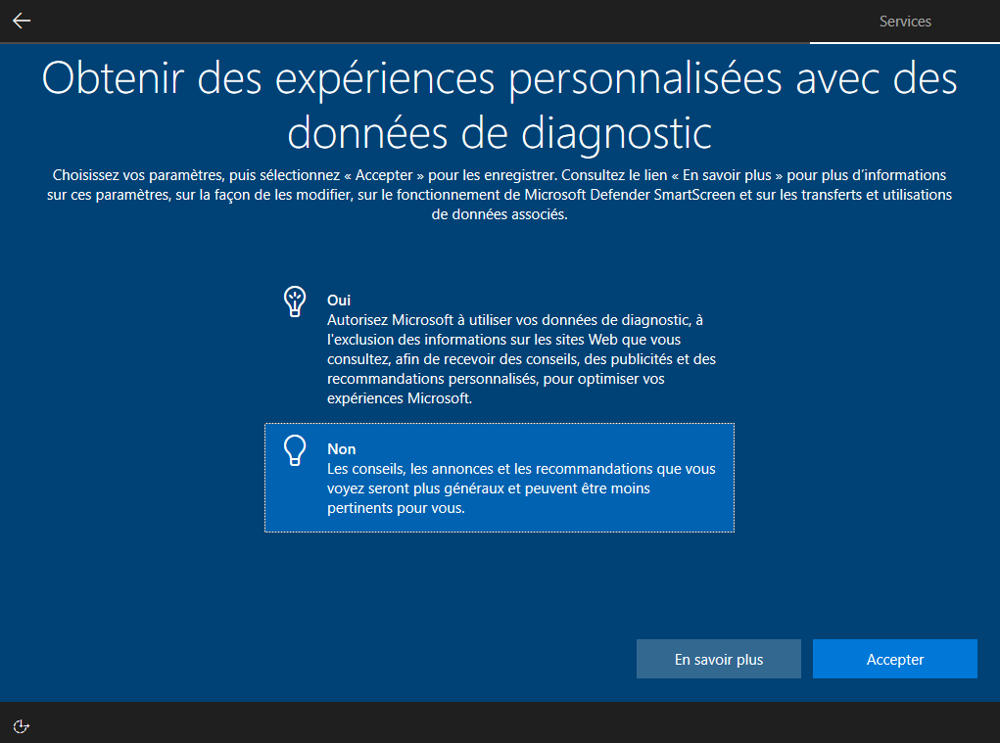 Services
Obtenir des expériences personnalisées avec des
données de diagnostic
Choisissez vos paramètres, puis sélectionnez « Accepter » pour les enregistrer. Consultez le lien « En savoir plus » pour plus d’informations
sur ces paramètres, sur la façon de les modifier, sur le fonctionnement de Microsoft Defender SmartScreen et sur les transferts et utilisations
de données associés.
Oui
Autorisez Microsoft à utiliser vos données de diagnostic, à
l'exclusion des informations sur les sites Web que vous
consultez, afin de recevoir des conseils, des publicités et des
recommandations personnalisés, pour optimiser vos
expériences Microsoft.
Non
Les conseils, les annonces et les recommandations que vous
voyez seront plus généraux et peuvent être moins
pertinents pour vous.
En savoir plus
Accepter